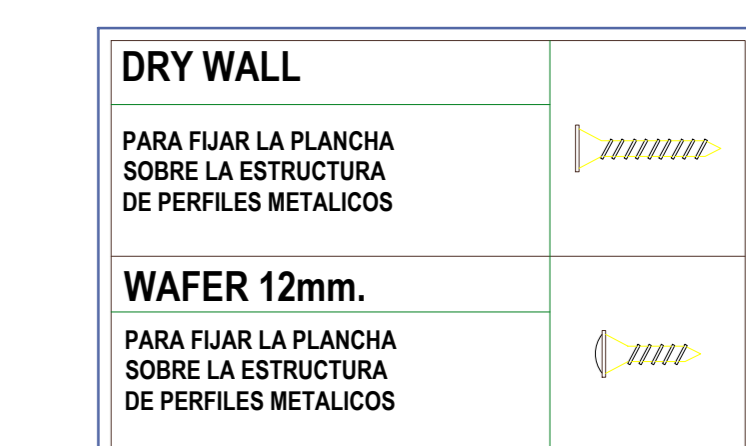 DRY WALL
PARA FIJAR LA PLANCHA
SOBRE LA ESTRUCTURA
DE PERFILES METALICOS
WAFER 12mm.
PARA FIJAR LA PLANCHA
SOBRE LA ESTRUCTURA
DE PERFILES METALICOS